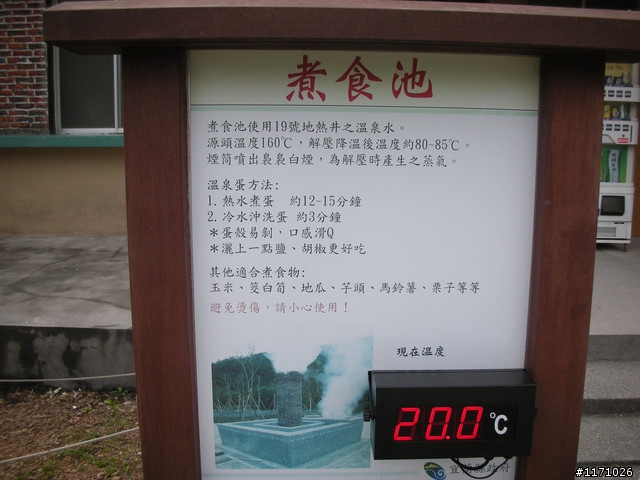 煮食池
煮食池使用19號地熱井之溫泉水。
源頭溫度160℃，解壓降溫後溫度約80~85℃。
煙筒噴出裊裊白煙，為解壓時產生之蒸氣。
溫泉蛋方法:
1. 熱水煮蛋 約12~15分鐘
2. 冷水沖洗蛋 約3分鐘
＊蛋殼易剝，口感滑Q
＊灑上一點鹽、胡椒更好吃
其他適合煮食物:
玉米、筊白筍、地瓜、芋頭、馬鈴薯、栗子等等
避免燙傷，請小心使用！
現在溫度
20.0 ℃
#1171026